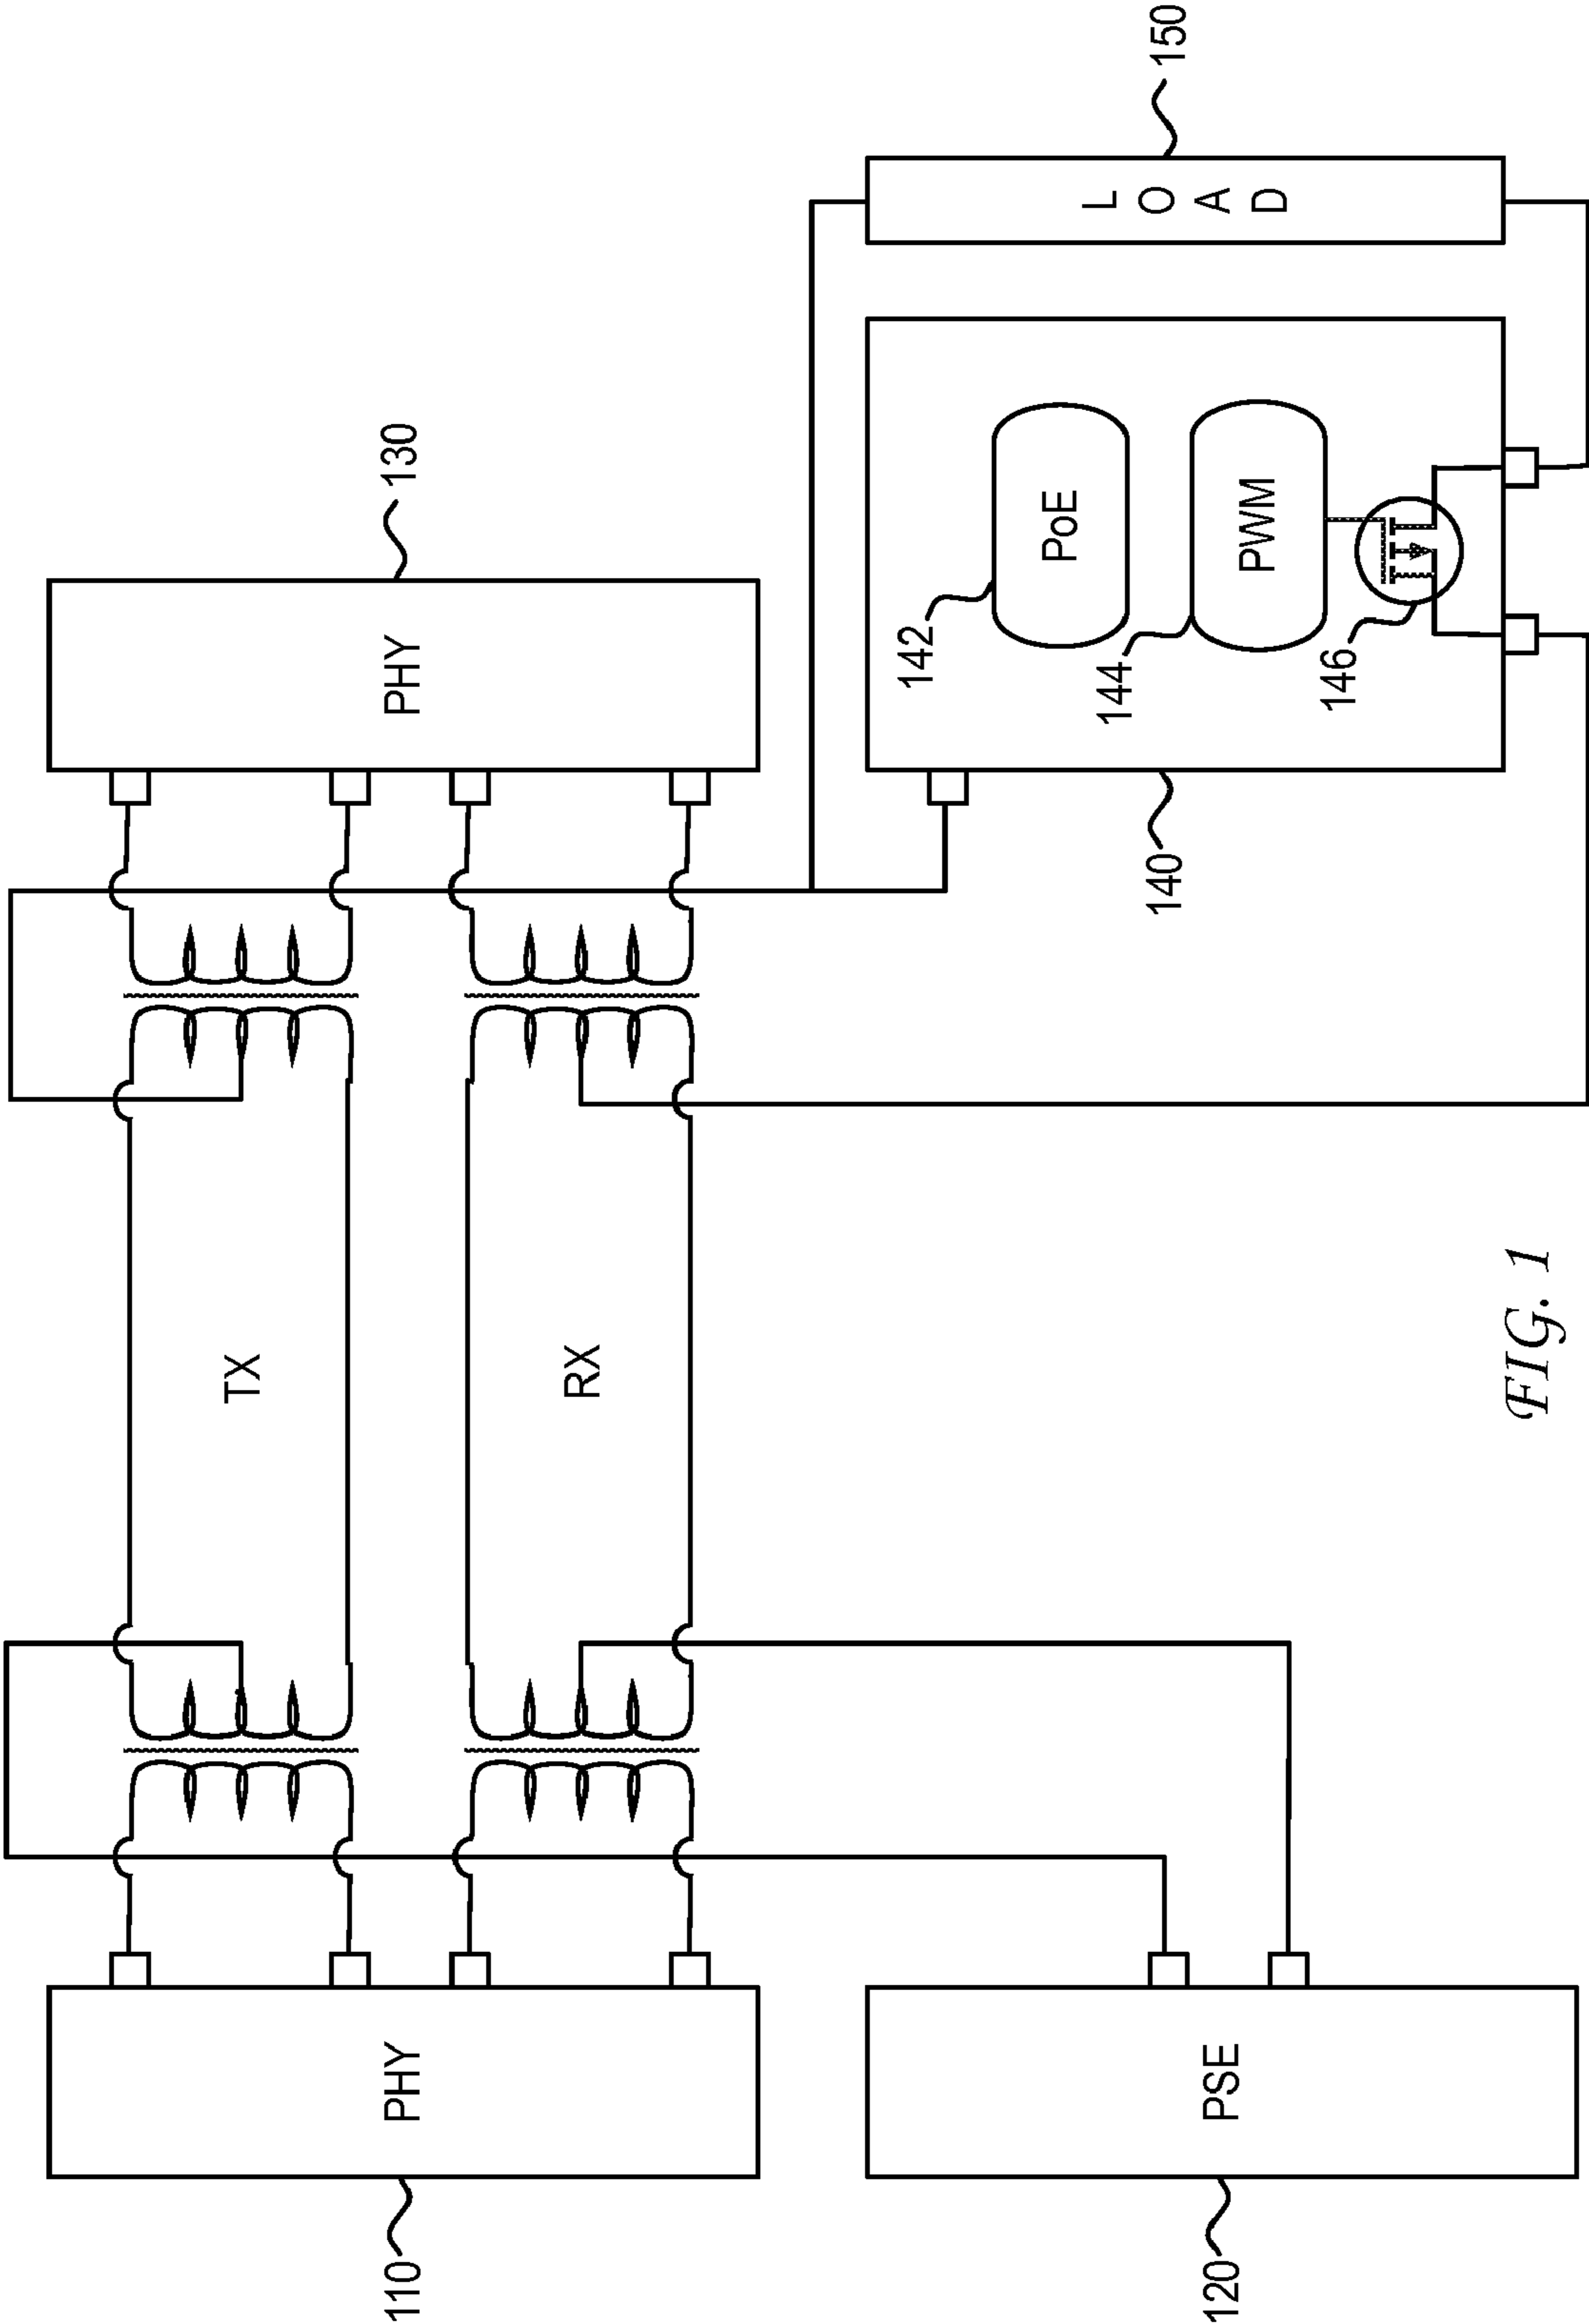 110
PHY
TX
RX
PHY
130
120
PSE
140
142
PoE
144
PWM
146
L
O
A
D
150
FIG. 1